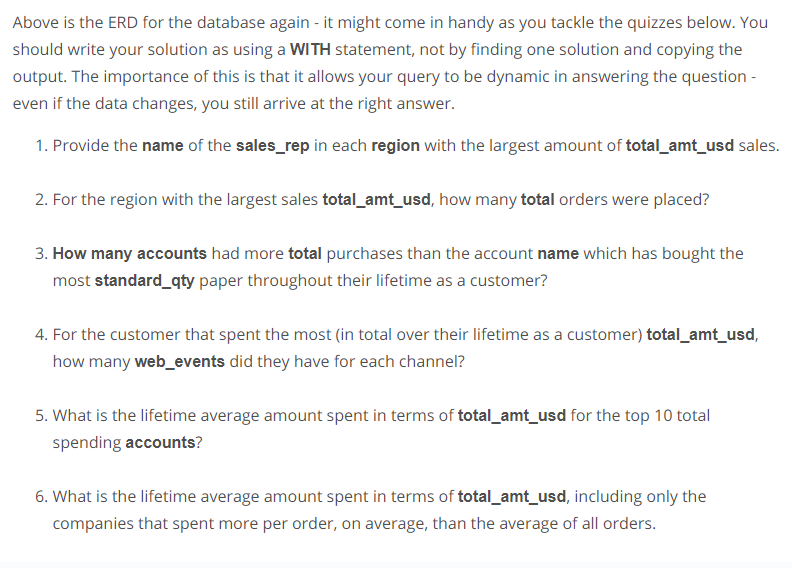 Above is the ERD for the database again - it might come in handy as you tackle the quizzes below. You
should write your solution as using a WITH statement, not by finding one solution and copying the
output. The importance of this is that it allows your query to be dynamic in answering the question -
even if the data changes, you still arrive at the right answer.
1. Provide the name of the sales_rep in each region with the largest amount of total_amt_usd sales.
2. For the region with the largest sales total_amt_usd, how many total orders were placed?
3. How many accounts had more total purchases than the account name which has bought the
most standard_qty paper throughout their lifetime as a customer?
4. For the customer that spent the most (in total over their lifetime as a customer) total_amt_usd,
how many web_events did they have for each channel?
5. What is the lifetime average amount spent in terms of total_amt_usd for the top 10 total
spending accounts?
6. What is the lifetime average amount spent in terms of total_amt_usd, including only the
companies that spent more per order, on average, than the average of all orders.